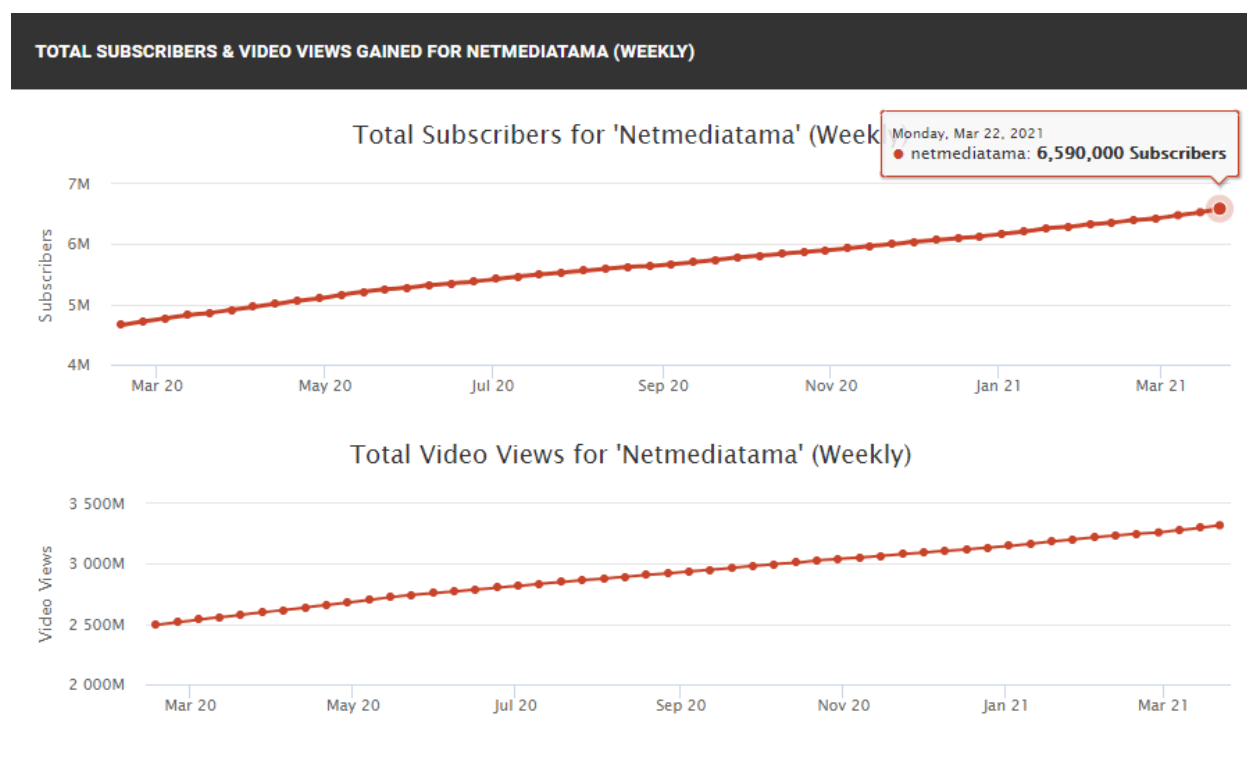 TOTAL SUBSCRIBERS & VIDEO VIEWS GAINED FOR NETMEDIATAMA (WEEKLY)
Total Subscribers for 'Netmediatama' (Weekly)
Monday, Mar 22, 2021
netmediatama: 6,590,000 Subscribers
7M
6M
5M
4M
Subscribers
Mar 20 May 20 Jul 20 Sep 20 Nov 20 Jan 21 Mar 21
Total Video Views for 'Netmediatama' (Weekly)
3 500M
3 000M
2 500M
2 000M
Video Views
Mar 20 May 20 Jul 20 Sep 20 Nov 20 Jan 21 Mar 21